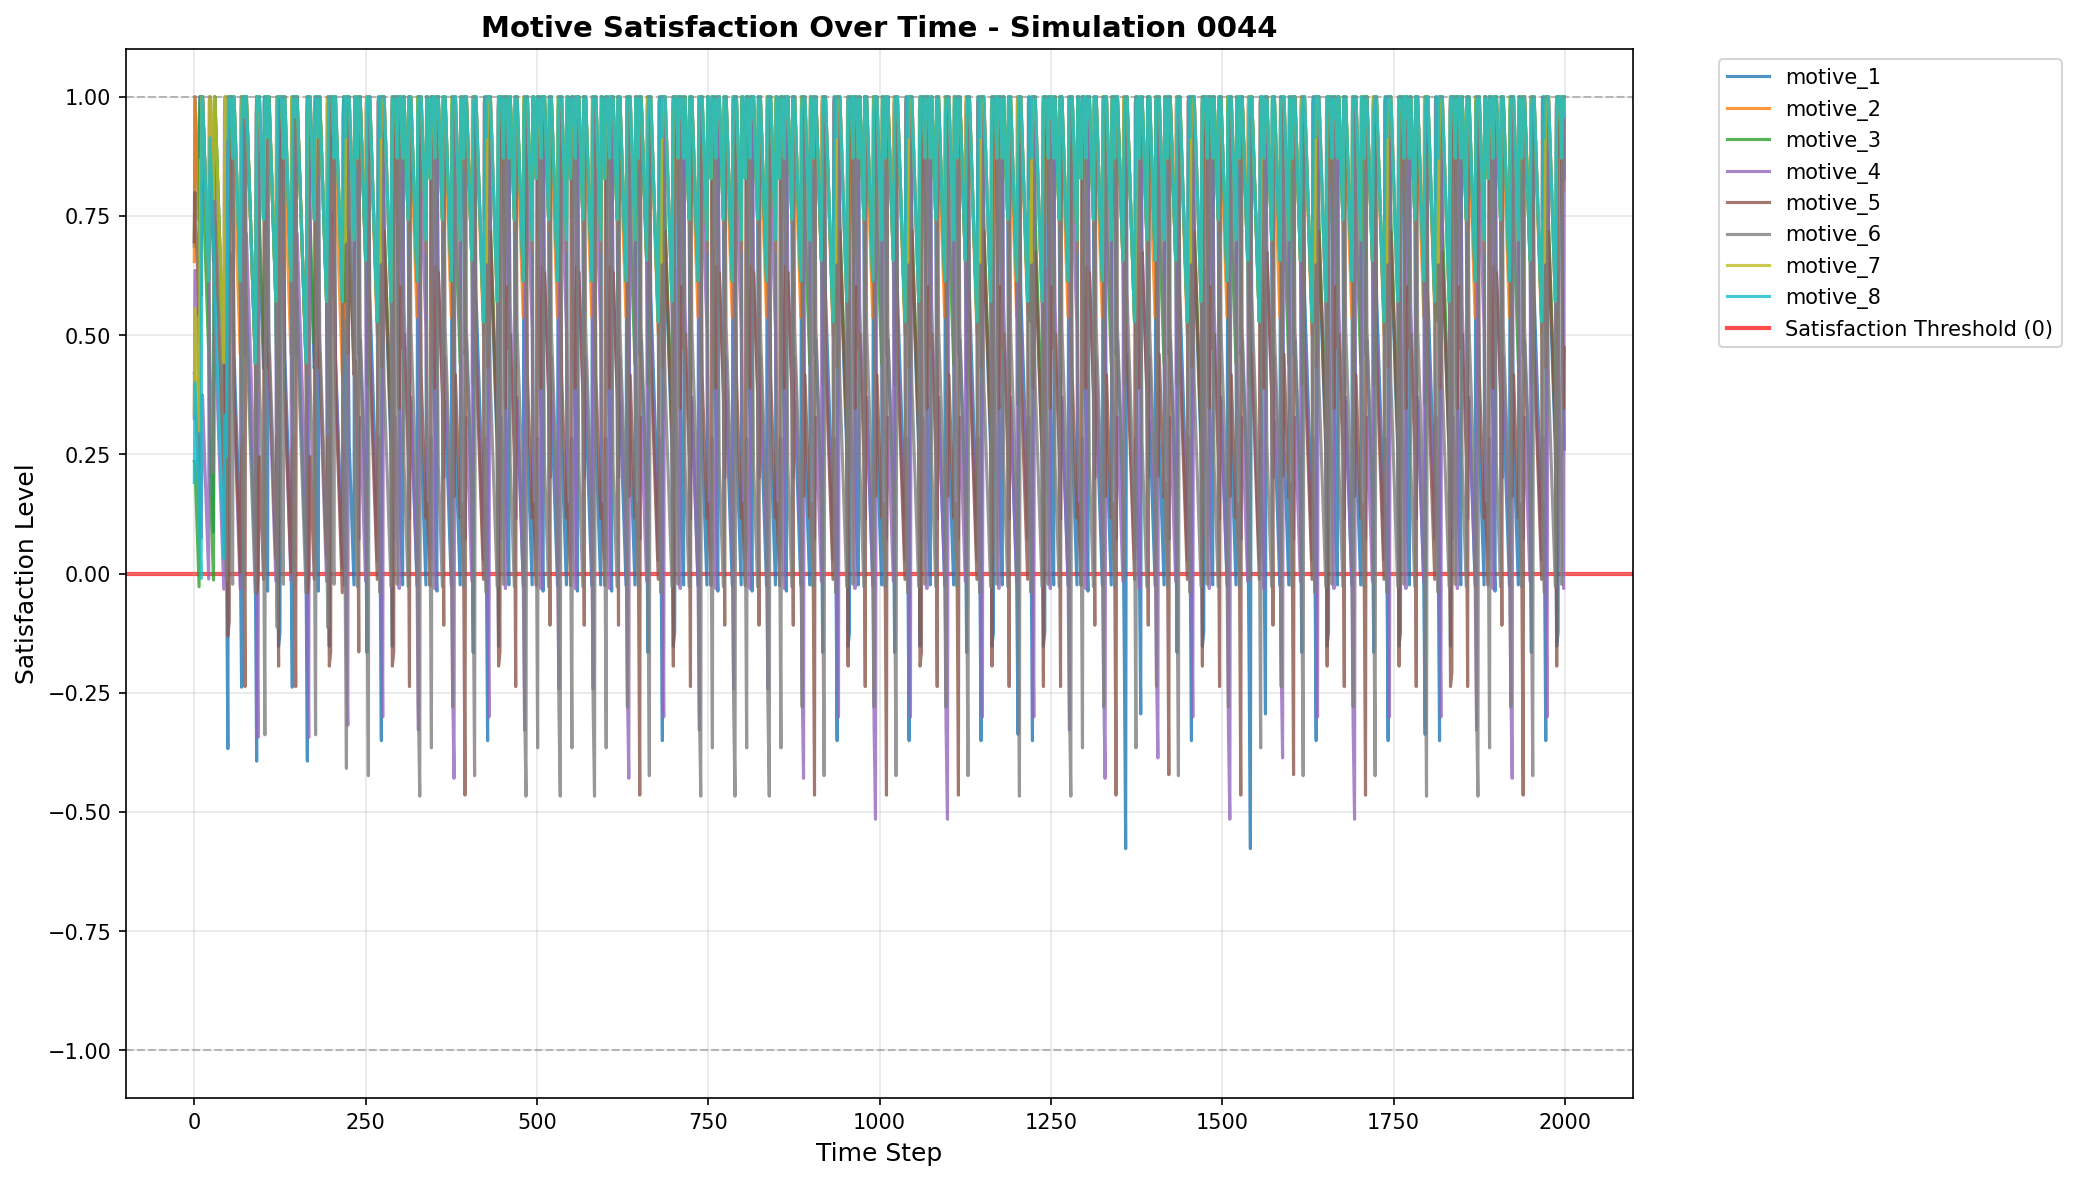 Motive Satisfaction Over Time - Simulation 0044
Satisfaction Level
1.00
0.75
0.50
0.25
0.00
−0.25
−0.50
−0.75
−1.00
0 250 500 750 1000 1250 1500 1750 2000
Time Step
motive_1
motive_2
motive_3
motive_4
motive_5
motive_6
motive_7
motive_8
Satisfaction Threshold (0)